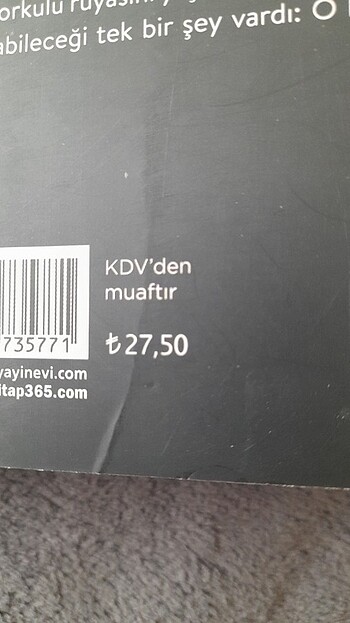 abileceği tek bir şey vardı: O
KDV'den
muaftır
735771
₺27,50
yayinevi.com
itap365.com